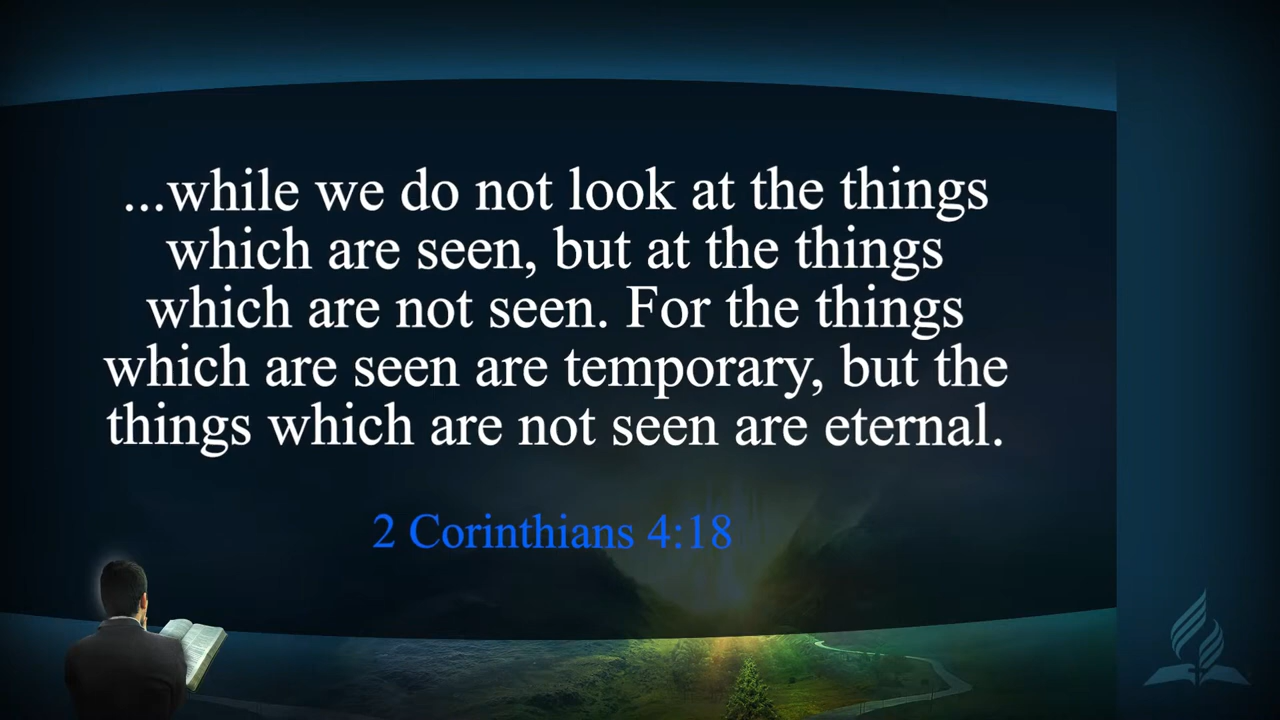 ...while we do not look at the things
which are seen, but at the things
which are not seen. For the things
which are seen are temporary, but the
things which are not seen are eternal.
2 Corinthians 4:18